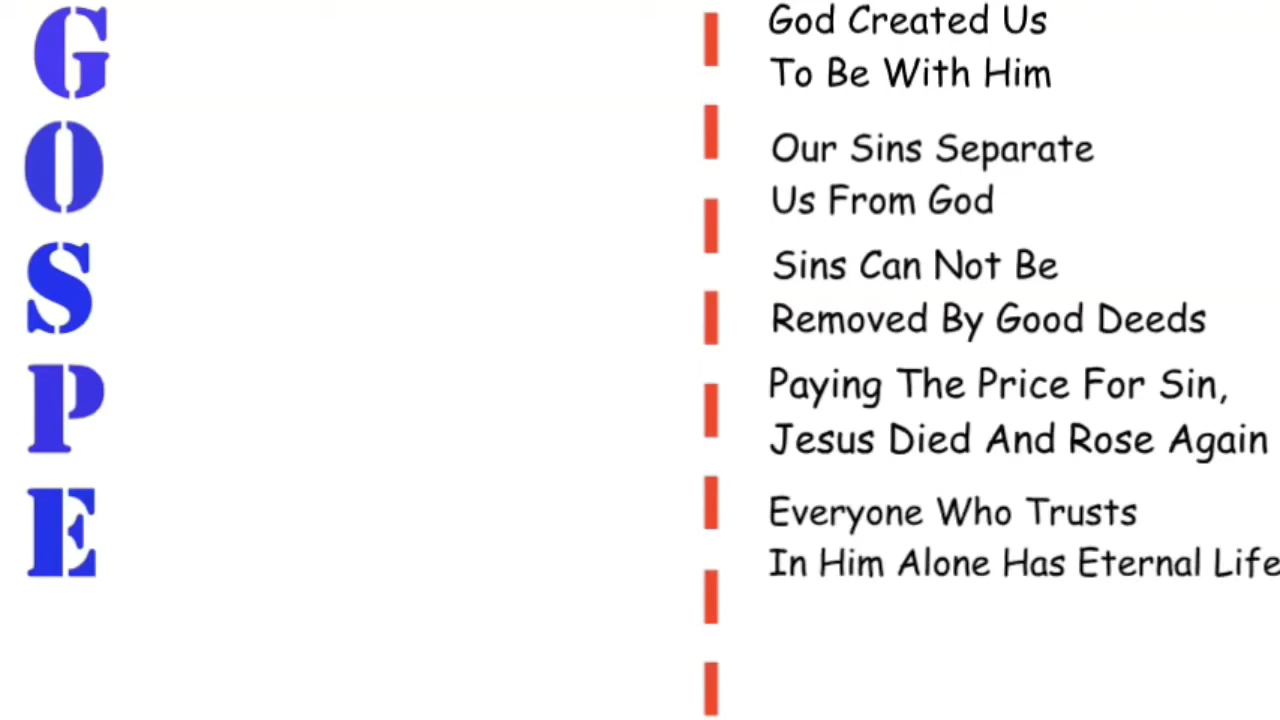 G
O
S
P
E
God Created Us
To Be With Him
Our Sins Separate
Us From God
Sins Can Not Be
Removed By Good Deeds
Paying The Price For Sin,
Jesus Died And Rose Again
Everyone Who Trusts
In Him Alone Has Eternal Life